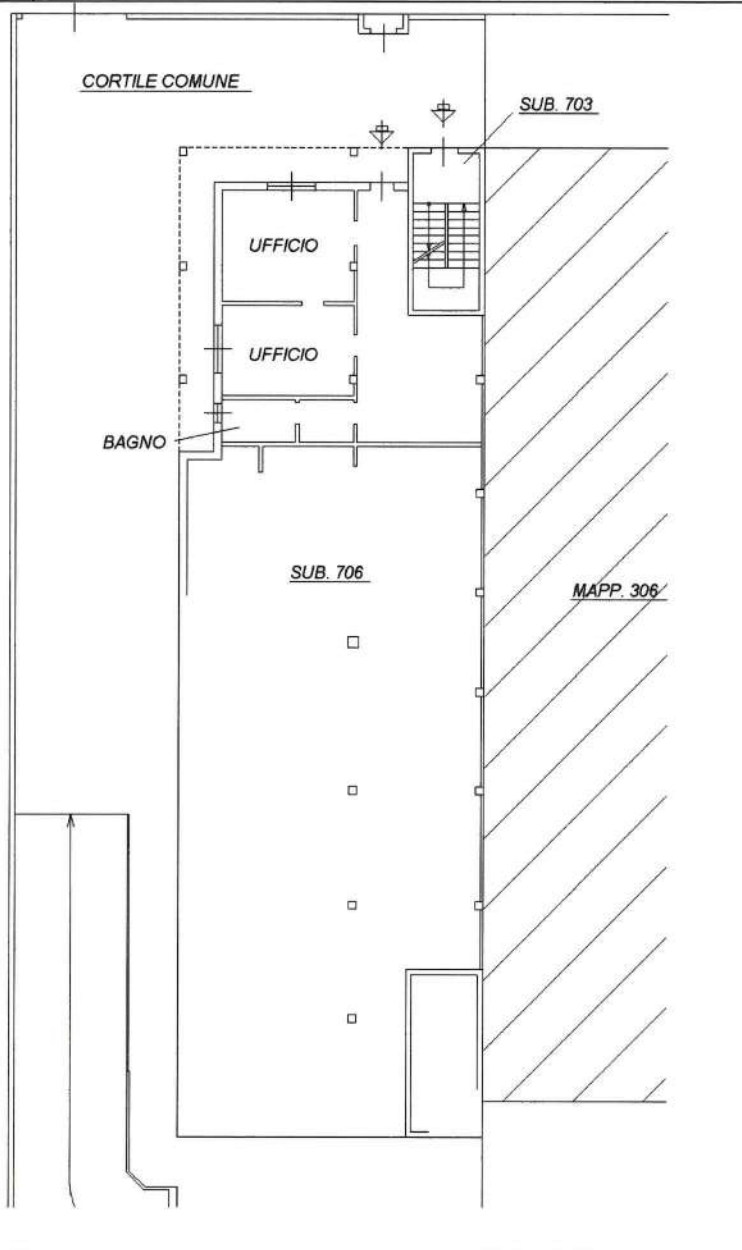 CORTILE COMUNE
SUB. 703
UFFICIO
UFFICIO
BAGNO
SUB. 706
MAPP. 306